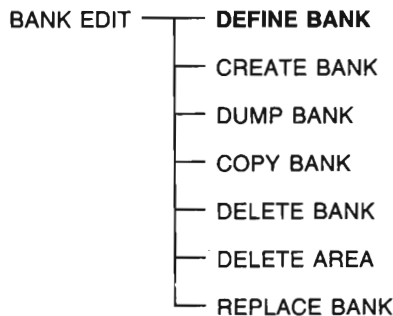 BANK EDIT DEFINE BANK
CREATE BANK
DUMP BANK
COPY BANK
DELETE BANK
DELETE AREA
REPLACE BANK